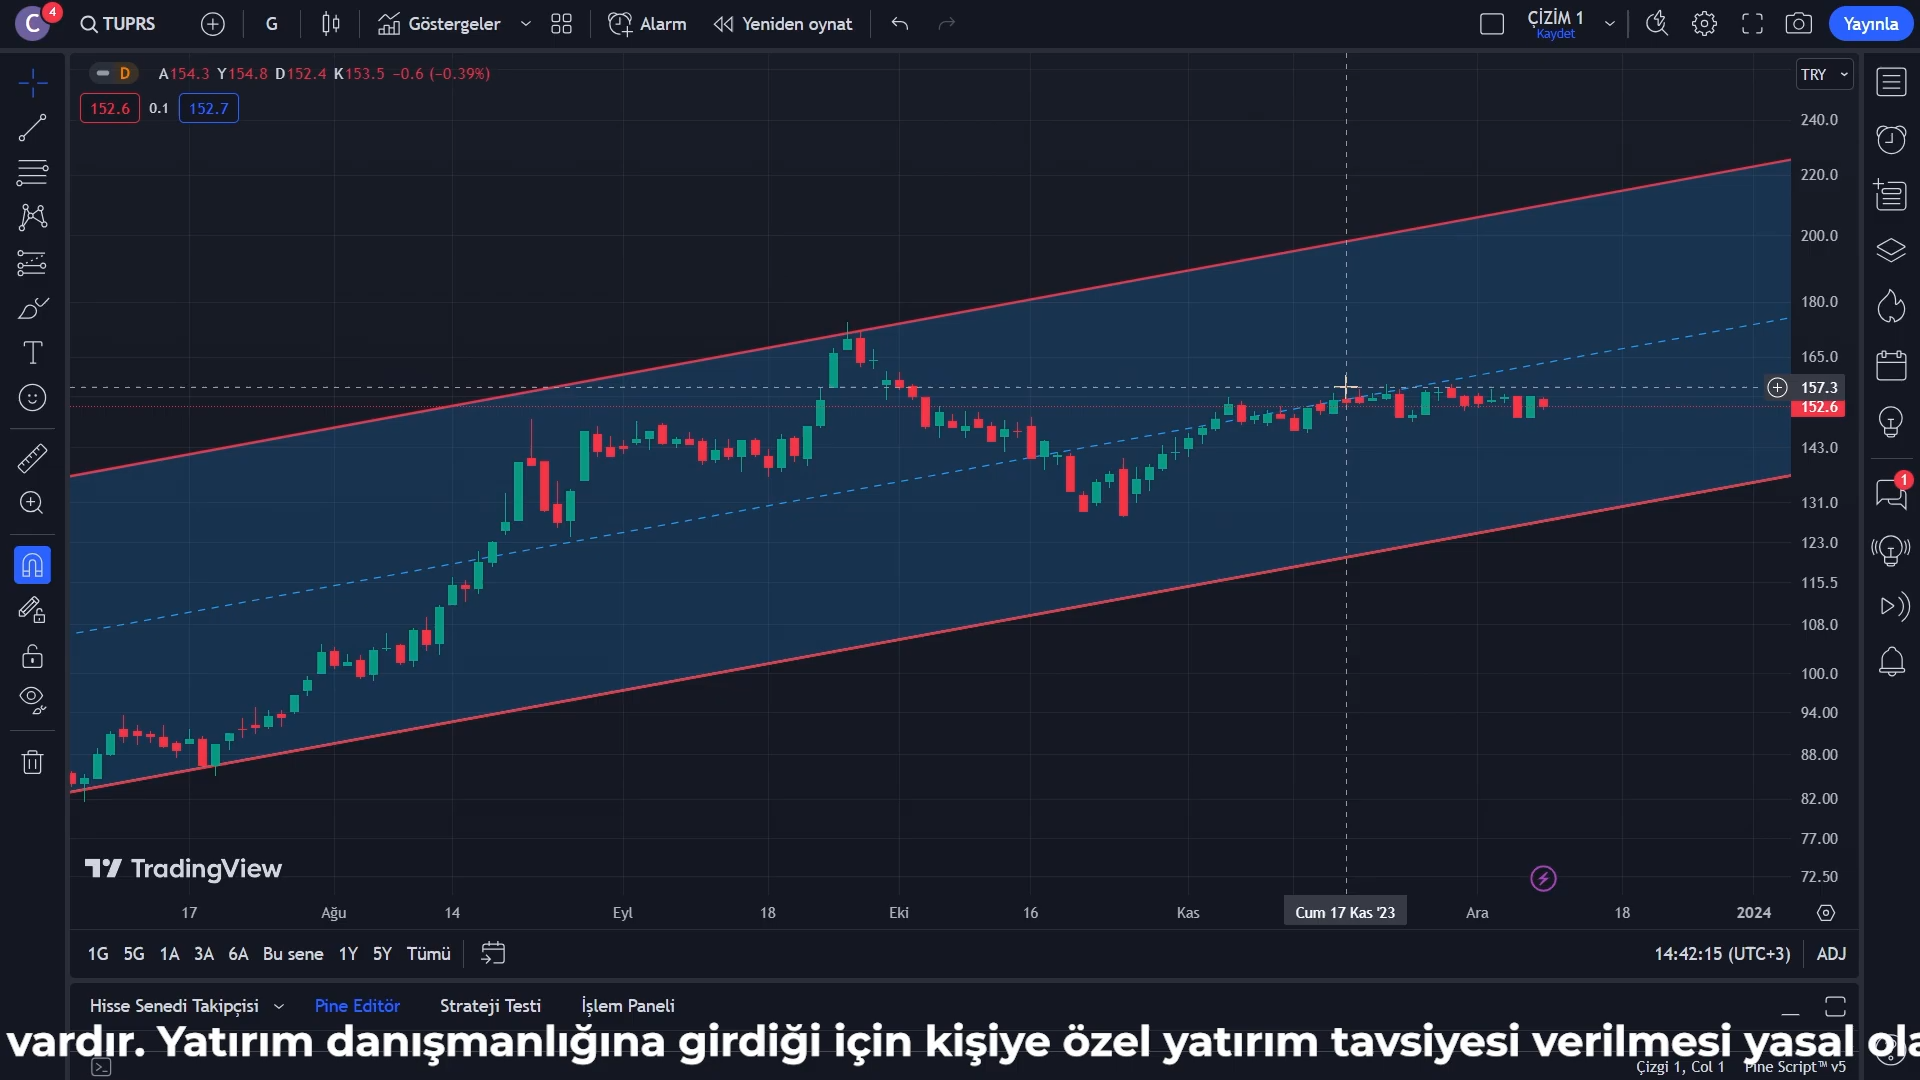 C 4 TUPRS G Göstergeler Alarm Yeniden oynat ÇİZİM 1 Kaydet Yayınla
D A154.3 Y154.8 D152.4 K153.5 −0.6 (−0.39%)
TRY
152.6 0.1 152.7
240.0
220.0
200.0
180.0
165.0
157.3
152.6
143.0
131.0
123.0
115.5
108.0
100.0
94.00
88.00
82.00
77.00
72.50
1
TradingView
17 Ağu 14 Eyl 18 Eki 16 Kas Cum 17 Kas '23 Ara 18 2024
1G 5G 1A 3A 6A Bu sene 1Y 5Y Tümü 14:42:15 (UTC+3) ADJ
Hisse Senedi Takipçisi Pine Editör Strateji Testi İşlem Paneli
vardır. Yatırım danışmanlığına girdiği için kişiye özel yatırım tavsiyesi verilmesi yasal ola
Çizgi 1, Col 1 Pine Script™ v5